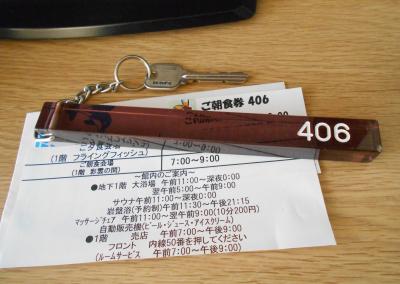 ご朝食券 406
406
ご夕食会場
(1階 フライングフィッシュ)
ご朝食会場
(1階 彩雲の間)
7:00~9:00
～館内のご案内～
●地下1階 大浴場 午前11:00～深夜0:00
翌午前5:00～午前9:00
サウナ午前11:00～深夜0:00
岩盤浴(予約制)午前11:30～午後21:15
マッサージチェア 午前11:00～翌午前9:00(10分200円)
自動販売機(ビール・ジュース・アイスクリーム)
●1階 売店 午前7:00～午後9:00
フロント 内線50番を押してください
(ルームサービス 午後7:00～午後9:00)